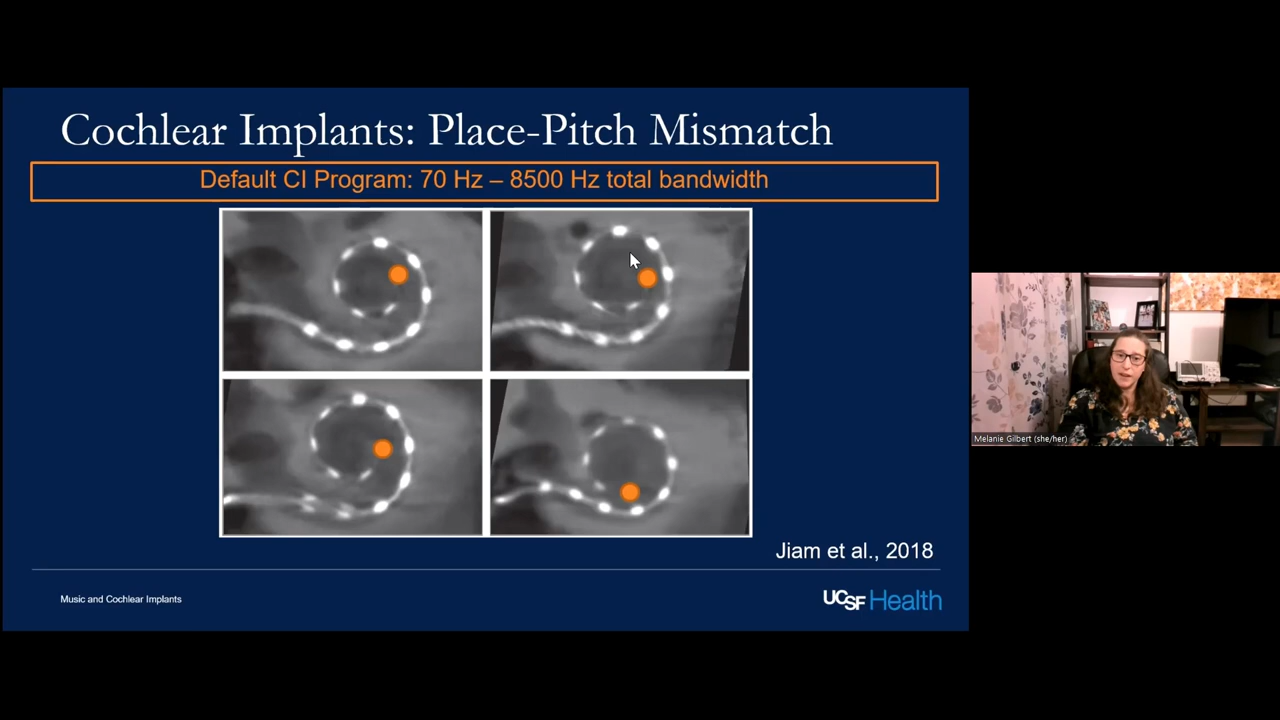 Cochlear Implants: Place-Pitch Mismatch
Default CI Program: 70 Hz – 8500 Hz total bandwidth
Jiam et al., 2018
Music and Cochlear Implants
UCSF Health
Melanie Gilbert (she/her)